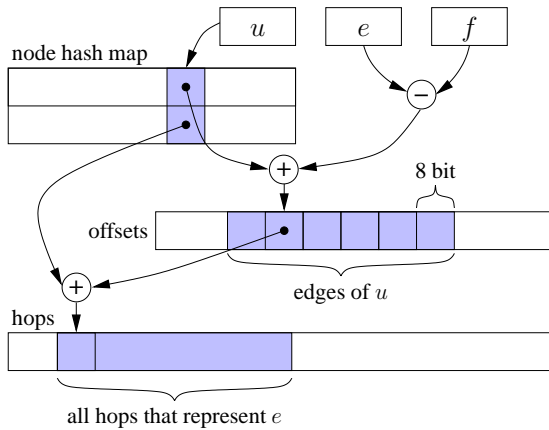 u
e
f
node hash map
−
+
8 bit
offsets
edges of u
+
hops
all hops that represent e